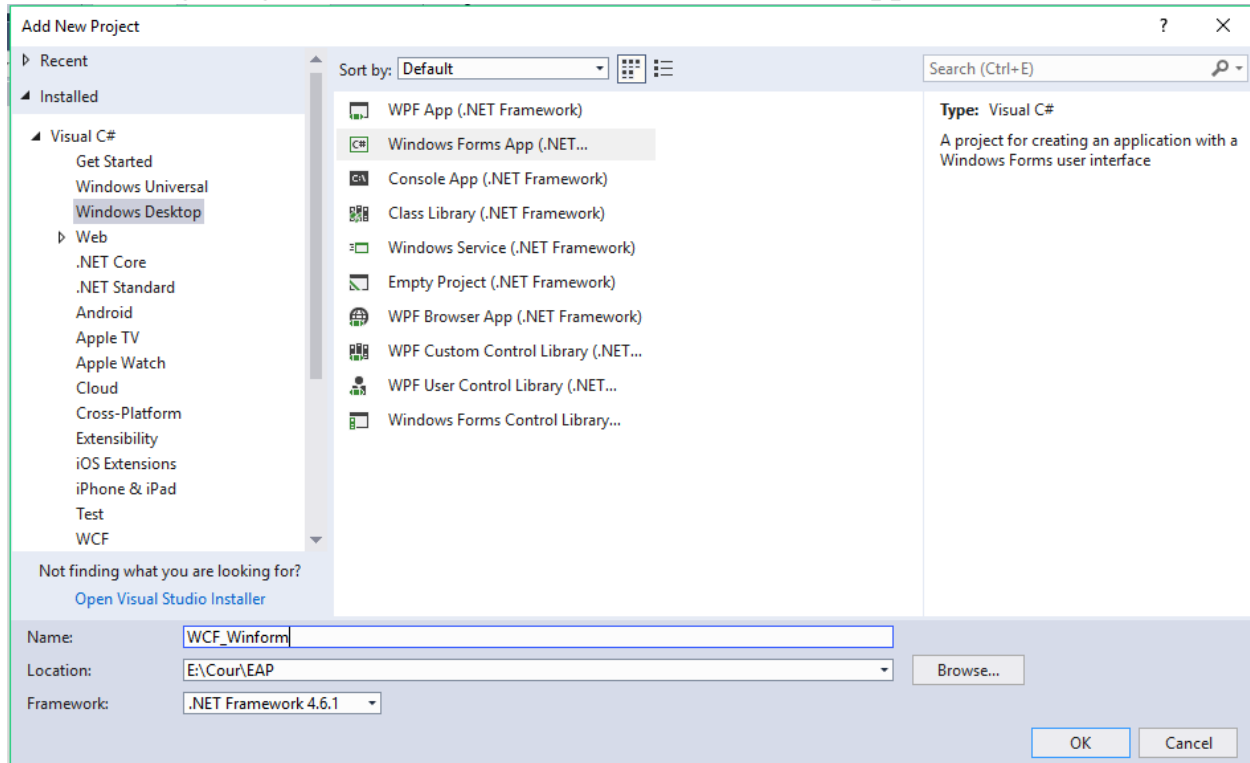 Add New Project
? X
Recent
Installed
Visual C#
Get Started
Windows Universal
Windows Desktop
Web
.NET Core
.NET Standard
Android
Apple TV
Apple Watch
Cloud
Cross-Platform
Extensibility
iOS Extensions
iPhone & iPad
Test
WCF
Not finding what you are looking for?
Open Visual Studio Installer
Sort by: Default
WPF App (.NET Framework)
C# Windows Forms App (.NET...
C:\ Console App (.NET Framework)
Class Library (.NET Framework)
Windows Service (.NET Framework)
Empty Project (.NET Framework)
WPF Browser App (.NET Framework)
WPF Custom Control Library (.NET...
WPF User Control Library (.NET...
Windows Forms Control Library...
Search (Ctrl+E)
Type: Visual C#
A project for creating an application with a
Windows Forms user interface
Name: WCF_Winform
Location: E:\Cour\EAP Browse...
Framework: .NET Framework 4.6.1
OK Cancel